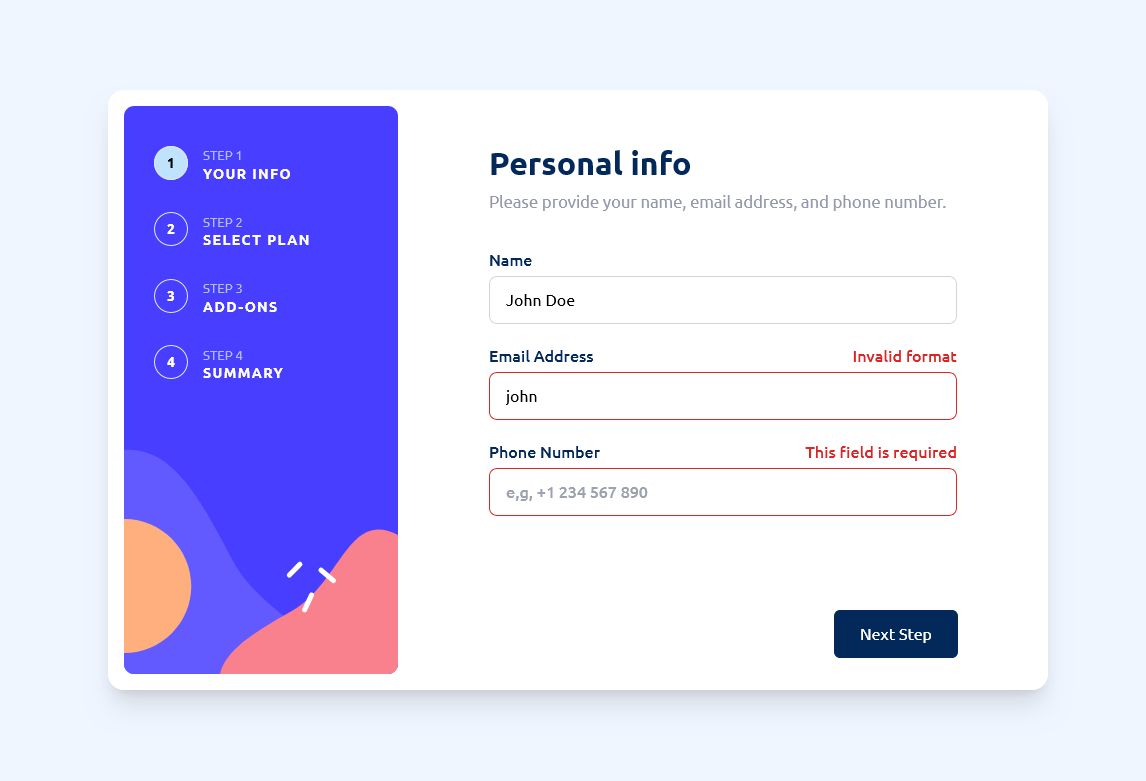 1
STEP 1
YOUR INFO
2
STEP 2
SELECT PLAN
3
STEP 3
ADD-ONS
4
STEP 4
SUMMARY
Personal info
Please provide your name, email address, and phone number.
Name
John Doe
Email Address
Invalid format
john
Phone Number
This field is required
e,g, +1 234 567 890
Next Step